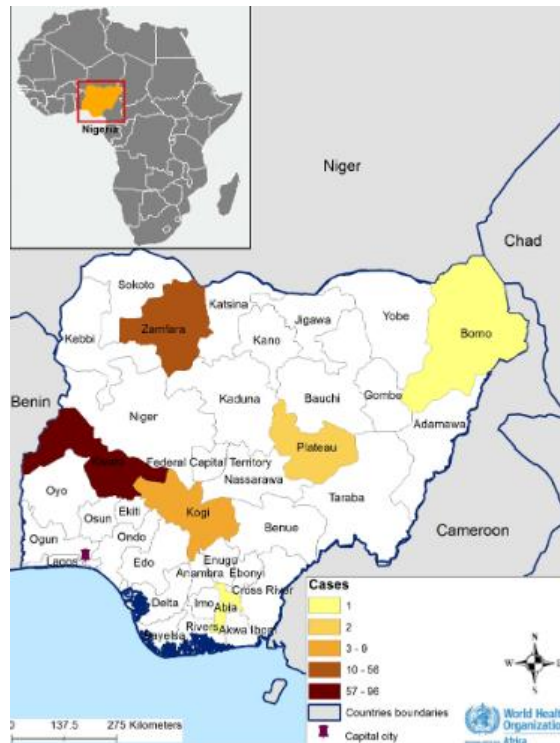 Nigeria
Niger
Chad
Sokoto
Katsina
Zamfara
Jigawa
Yobe
Borno
Kebbi
Kano
Kaduna
Bauchi
Gombe
Benin
Niger
Adamawa
Plateau
Federal Capital Territory
Nassarawa
Oyo
Kogi
Taraba
Ekiti
Osun
Benue
Cameroon
Ogun
Ondo
Lagos
Edo
Enugu
Anambra
Ebonyi
Cross River
Delta
Imo
Abia
Rivers
Akwa Ibom
Bayelsa
Cases
1
2
3 - 9
10 - 56
57 - 96
Countries boundaries
Capital city
N
W
E
S
World Heal
Organizatio
Africa
0 137.5 275 Kilometers